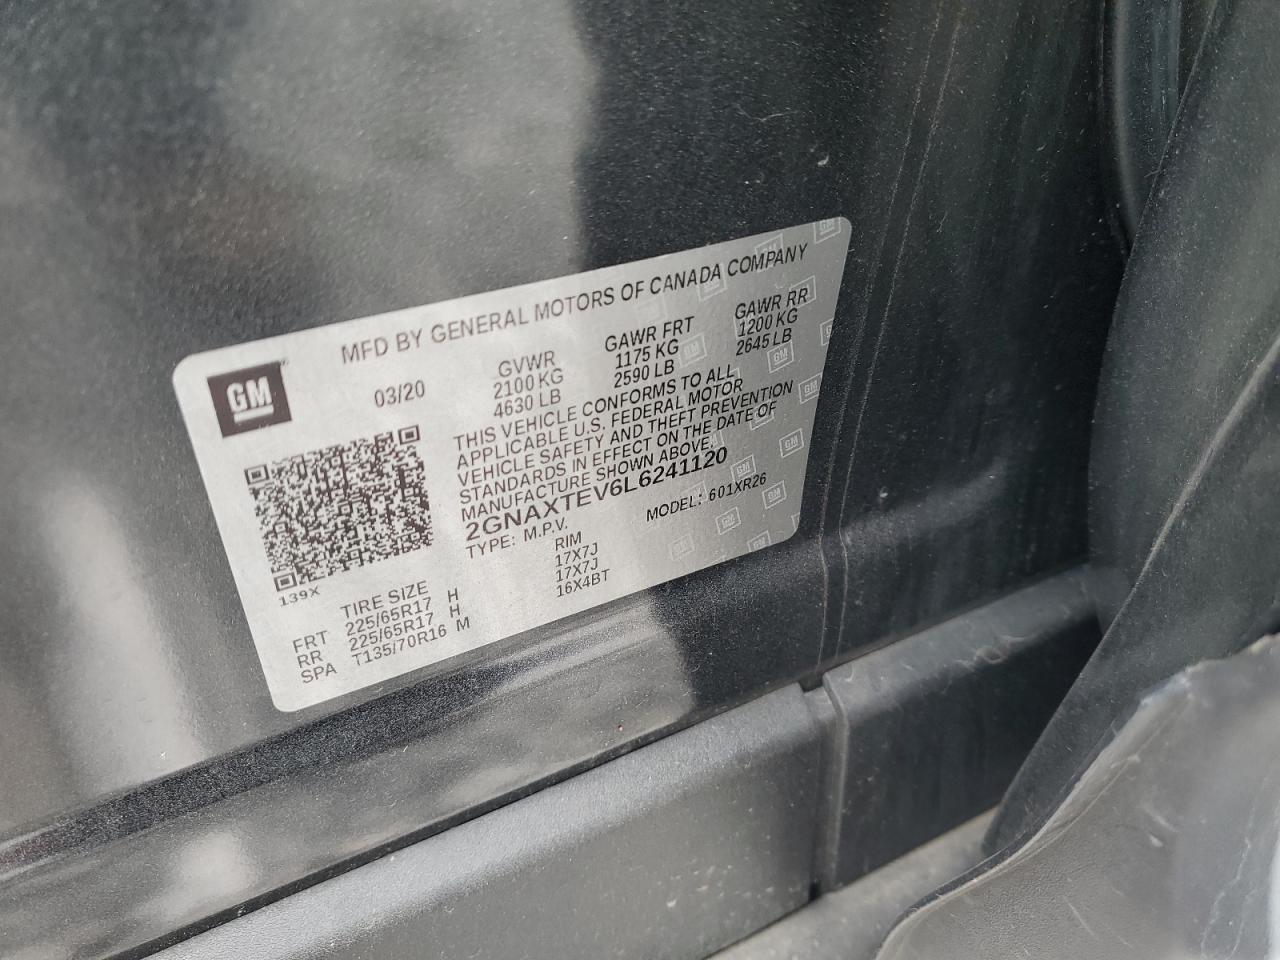 MFD BY GENERAL MOTORS OF CANADA COMPANY
GM
03/20
GVWR GAWR FRT GAWR RR
2100 KG 1175 KG 1200 KG
4630 LB 2590 LB 2645 LB
THIS VEHICLE CONFORMS TO ALL
APPLICABLE U.S. FEDERAL MOTOR
VEHICLE SAFETY AND THEFT PREVENTION
STANDARDS IN EFFECT ON THE DATE OF
MANUFACTURE SHOWN ABOVE.
2GNAXTEV6L6241120
TYPE: M.P.V. MODEL: 601XR26
139X
TIRE SIZE RIM
FRT 225/65R17 H 17X7J
RR 225/65R17 H 17X7J
SPA T135/70R16 M 16X4BT